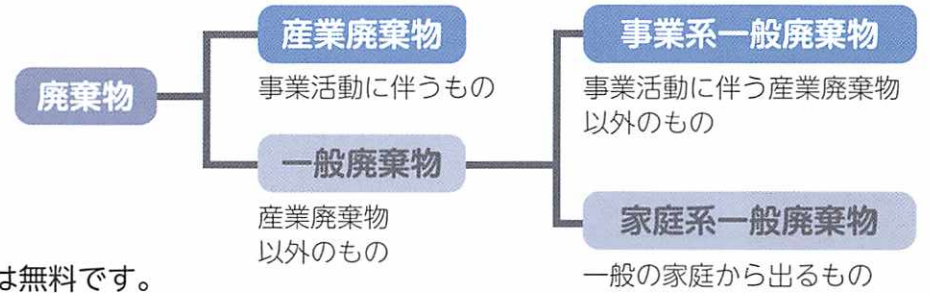 廃棄物
産業廃棄物
事業活動に伴うもの
一般廃棄物
産業廃棄物
以外のもの
事業系一般廃棄物
事業活動に伴う産業廃棄物
以外のもの
家庭系一般廃棄物
一般の家庭から出るもの
は無料です。